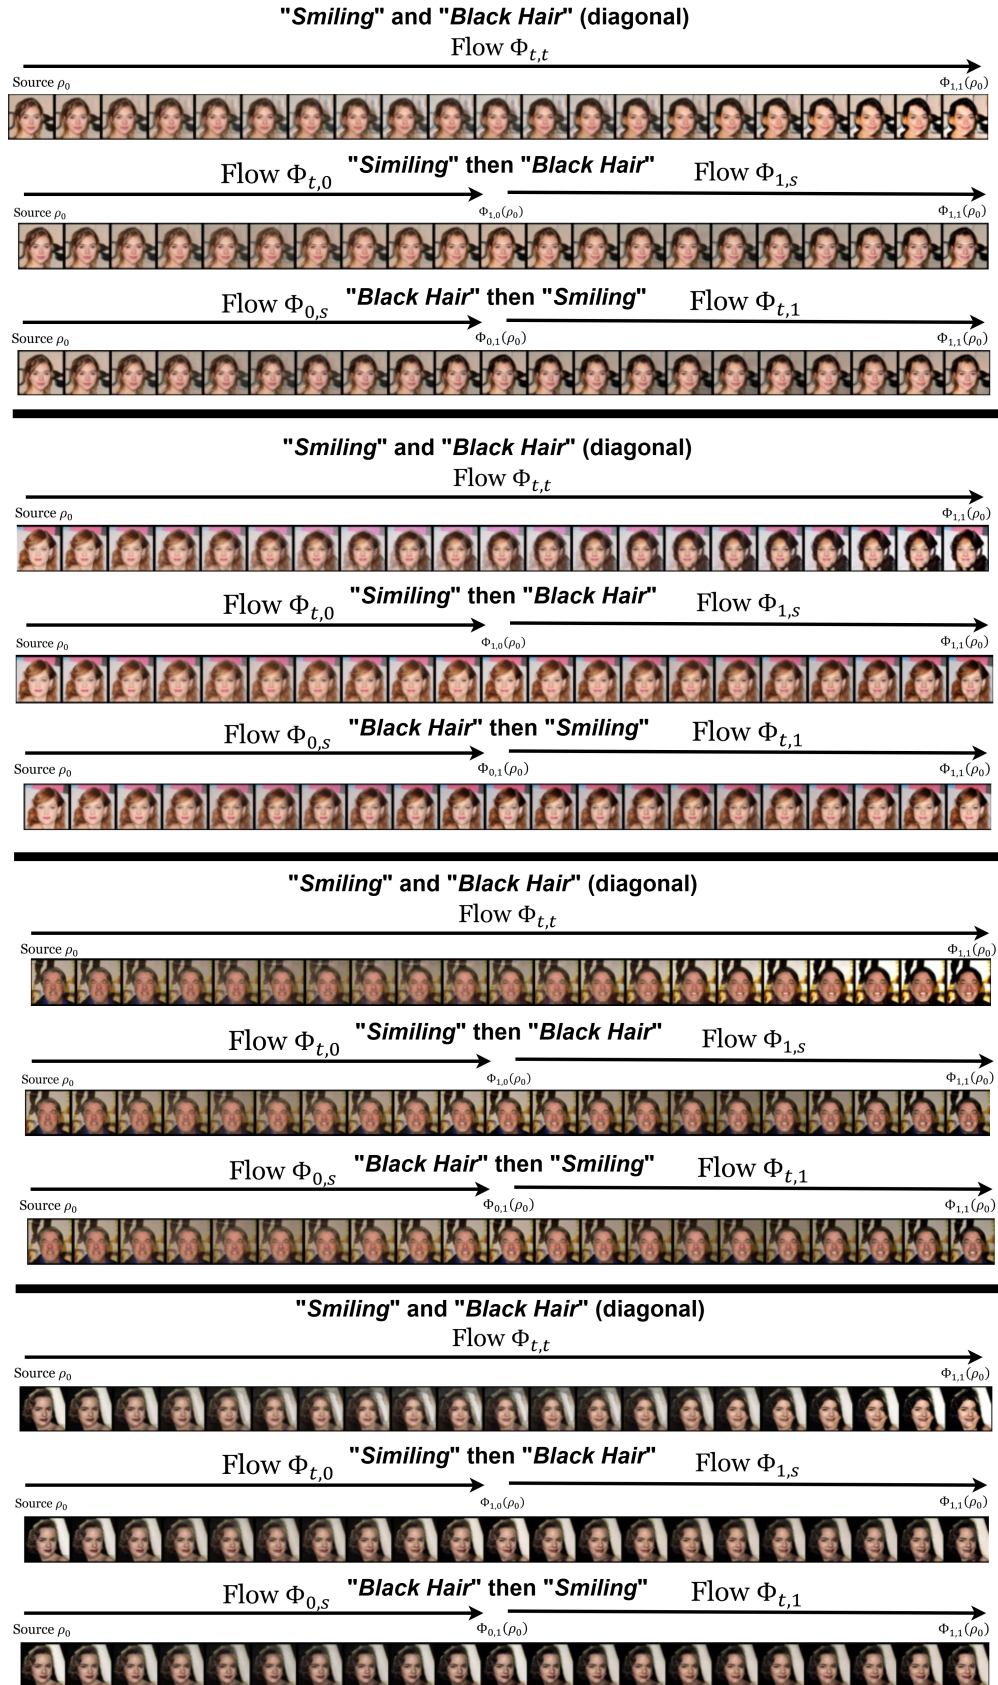 "Smiling" and "Black Hair" (diagonal)
Flow Φt,t
Source ρ0 Φ1,1(ρ0)
"Similing" then "Black Hair"
Flow Φt,0 Flow Φ1,s
Source ρ0 Φ1,0(ρ0) Φ1,1(ρ0)
"Black Hair" then "Smiling"
Flow Φ0,s Flow Φt,1
Source ρ0 Φ0,1(ρ0) Φ1,1(ρ0)
"Smiling" and "Black Hair" (diagonal)
Flow Φt,t
Source ρ0 Φ1,1(ρ0)
"Similing" then "Black Hair"
Flow Φt,0 Flow Φ1,s
Source ρ0 Φ1,0(ρ0) Φ1,1(ρ0)
"Black Hair" then "Smiling"
Flow Φ0,s Flow Φt,1
Source ρ0 Φ0,1(ρ0) Φ1,1(ρ0)
"Smiling" and "Black Hair" (diagonal)
Flow Φt,t
Source ρ0 Φ1,1(ρ0)
"Similing" then "Black Hair"
Flow Φt,0 Flow Φ1,s
Source ρ0 Φ1,0(ρ0) Φ1,1(ρ0)
"Black Hair" then "Smiling"
Flow Φ0,s Flow Φt,1
Source ρ0 Φ0,1(ρ0) Φ1,1(ρ0)
"Smiling" and "Black Hair" (diagonal)
Flow Φt,t
Source ρ0 Φ1,1(ρ0)
"Similing" then "Black Hair"
Flow Φt,0 Flow Φ1,s
Source ρ0 Φ1,0(ρ0) Φ1,1(ρ0)
"Black Hair" then "Smiling"
Flow Φ0,s Flow Φt,1
Source ρ0 Φ0,1(ρ0) Φ1,1(ρ0)